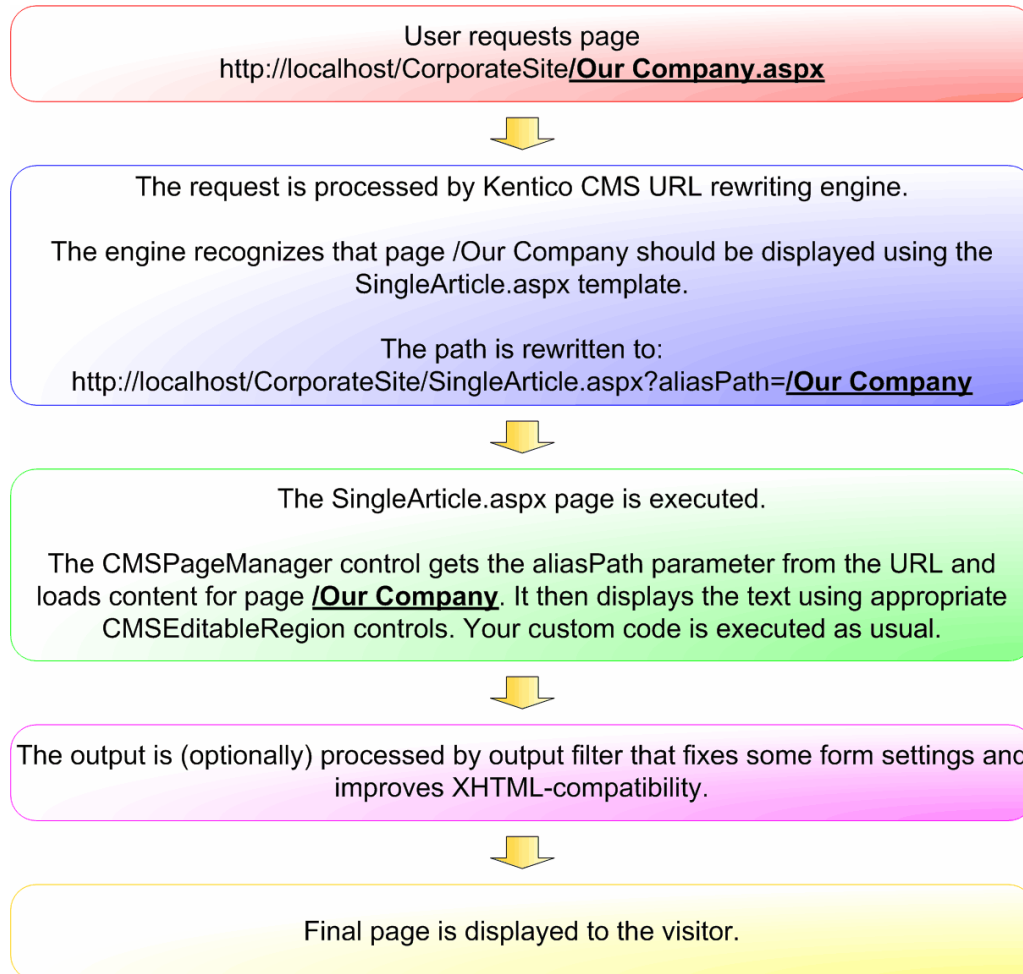 User requests page
http://localhost/CorporateSite/Our Company.aspx
The request is processed by Kentico CMS URL rewriting engine.
The engine recognizes that page /Our Company should be displayed using the
SingleArticle.aspx template.
The path is rewritten to:
http://localhost/CorporateSite/SingleArticle.aspx?aliasPath=/Our Company
The SingleArticle.aspx page is executed.
The CMSPageManager control gets the aliasPath parameter from the URL and
loads content for page /Our Company. It then displays the text using appropriate
CMSEditableRegion controls. Your custom code is executed as usual.
The output is (optionally) processed by output filter that fixes some form settings and
improves XHTML-compatibility.
Final page is displayed to the visitor.